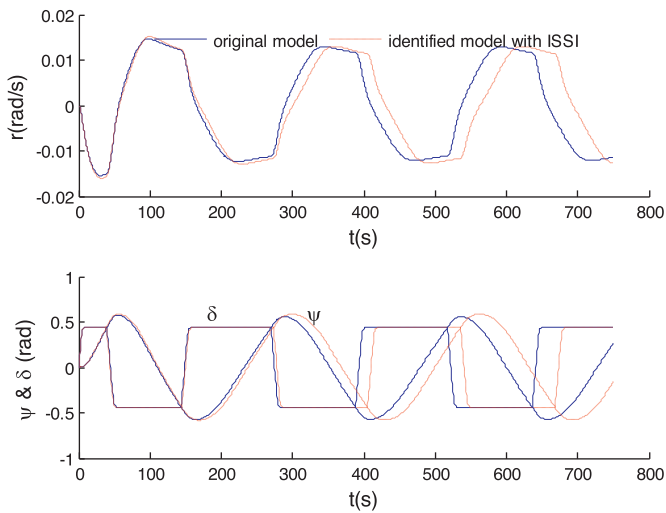 0.02
original model identified model with ISSI
0.01
r(rad/s)
0
-0.01
-0.02
0 100 200 300 400 500 600 700 800
t(s)
1
δ ψ
0.5
ψ & δ (rad)
0
-0.5
-1
0 100 200 300 400 500 600 700 800
t(s)